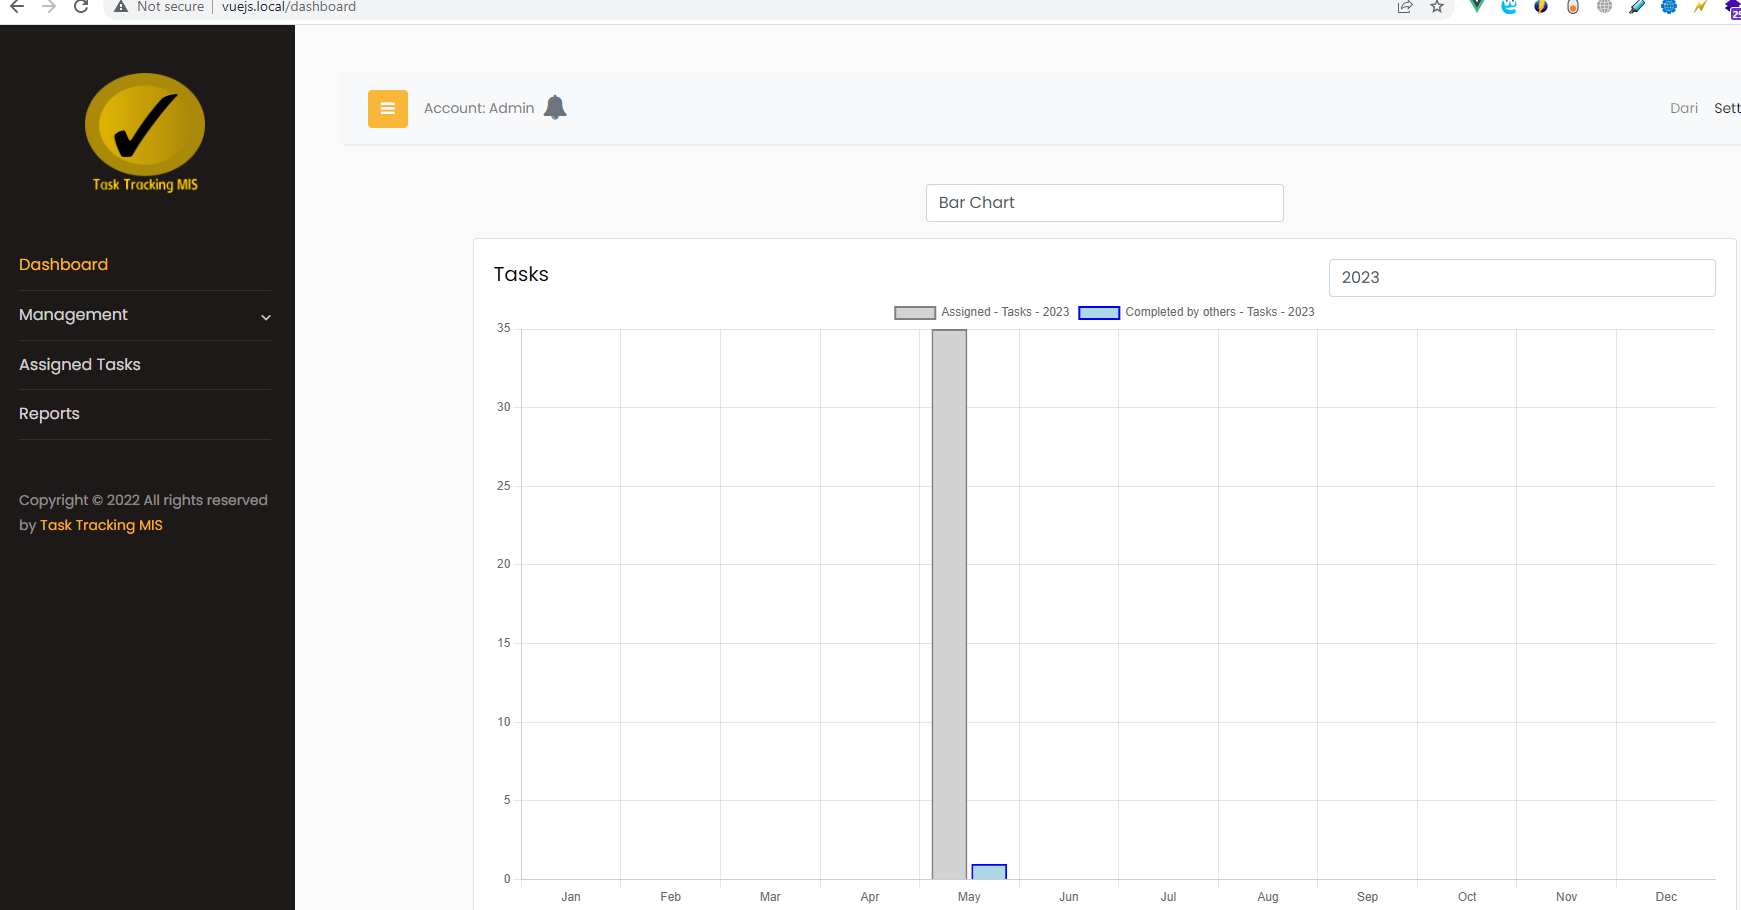 Not secure | vuejs.local/dashboard
Task Tracking MIS
Dashboard
Management
Assigned Tasks
Reports
Copyright © 2022 All rights reserved
by Task Tracking MIS
Account: Admin
Dari Sett
Bar Chart
Tasks
2023
Assigned - Tasks - 2023 Completed by others - Tasks - 2023
35
30
25
20
15
10
5
0
Jan Feb Mar Apr May Jun Jul Aug Sep Oct Nov Dec